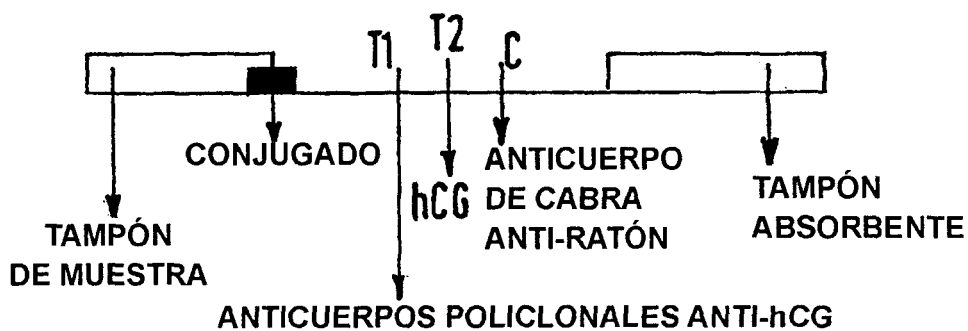 T1 T2 C
CONJUGADO
hCG
ANTICUERPO
DE CABRA
ANTI-RATÓN
TAMPÓN
ABSORBENTE
TAMPÓN
DE MUESTRA
ANTICUERPOS POLICLONALES ANTI-hCG